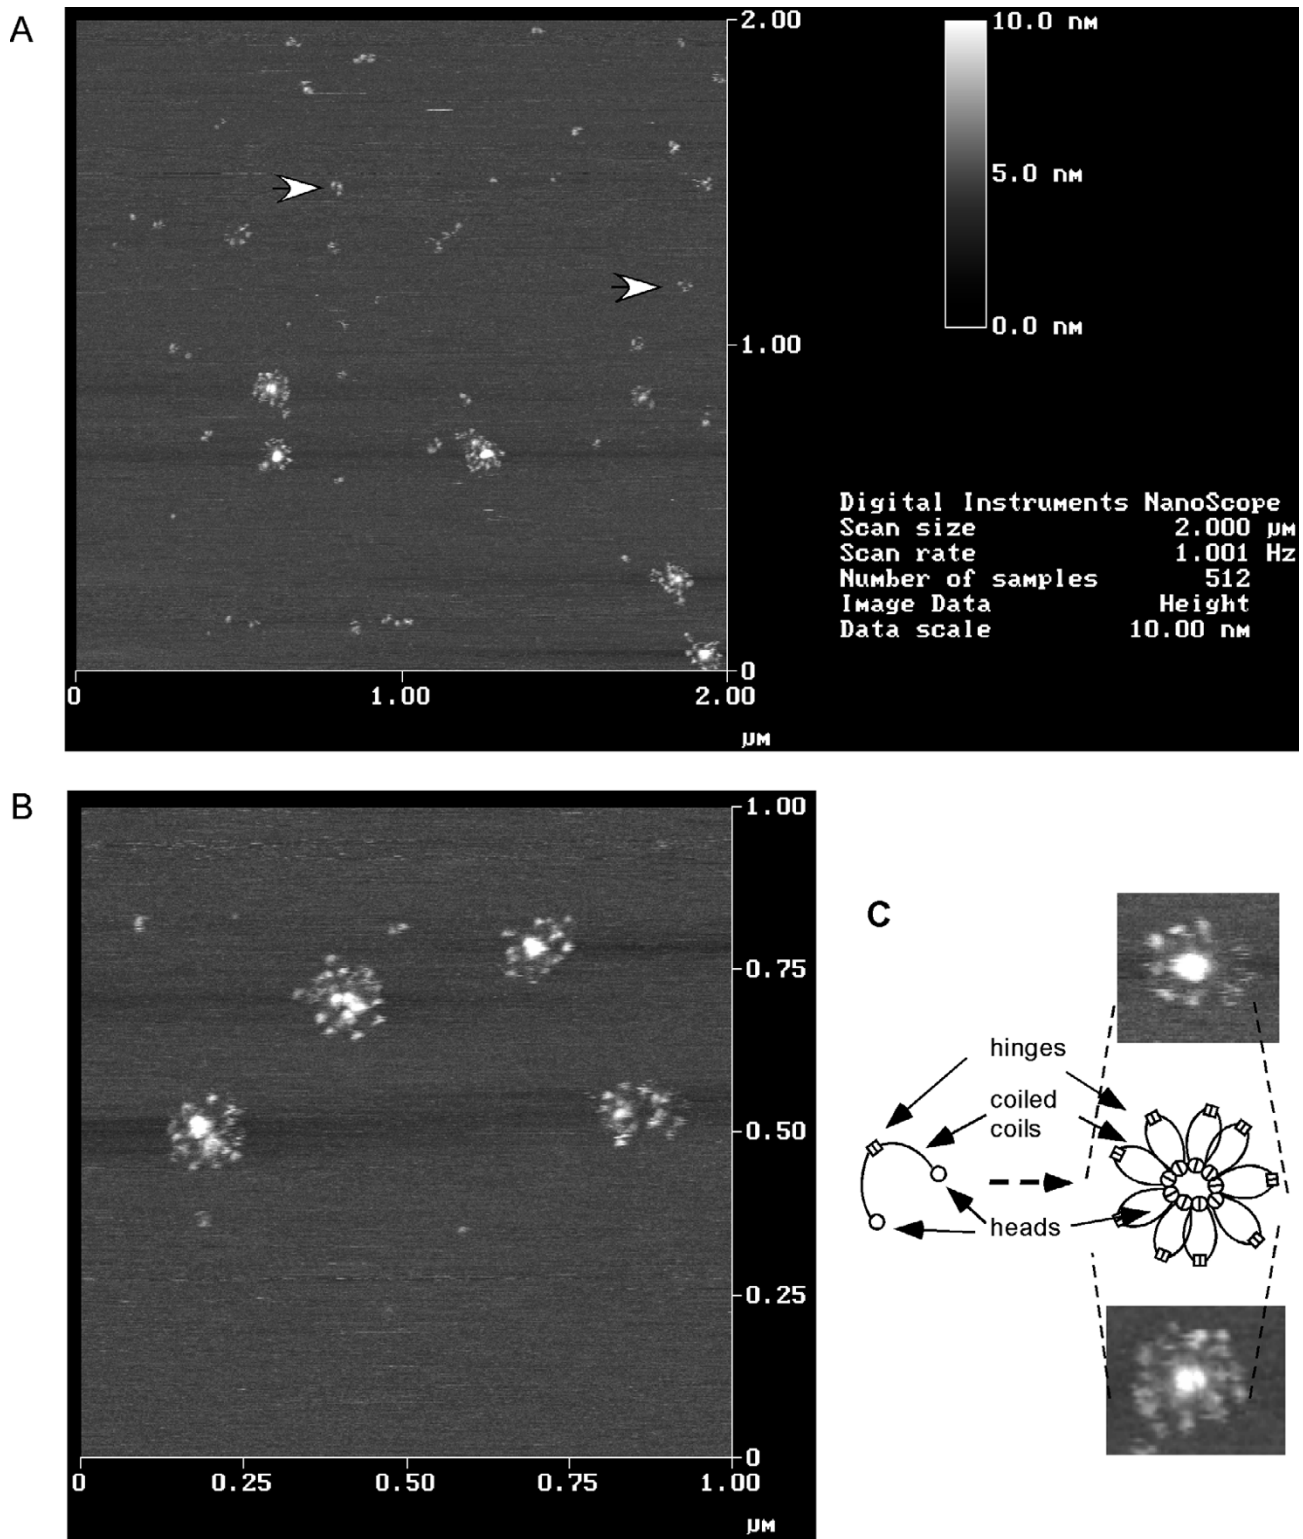 A
2.00
1.00
0
0
1.00
2.00
μm
10.0 nm
5.0 nm
0.0 nm
Digital Instruments NanoScope
Scan size 2.000 μm
Scan rate 1.001 Hz
Number of samples 512
Image Data Height
Data scale 10.00 nm
B
1.00
0.75
0.50
0.25
0
0
0.25
0.50
0.75
1.00
μm
C
hinges
coiled
coils
heads